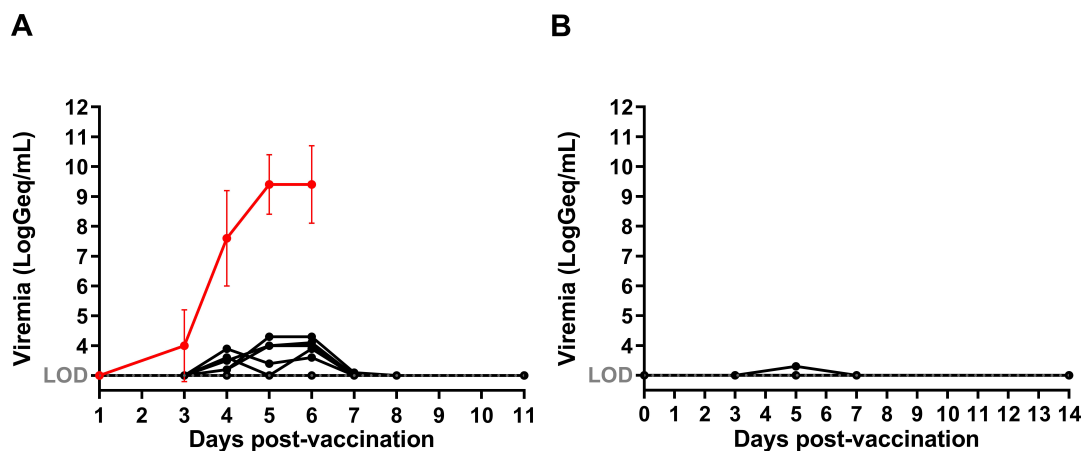 A
Viremia (LogGeq/mL)
12
11
10
9
8
7
6
5
4
LOD
1 2 3 4 5 6 7 8 9 10 11
Days post-vaccination
B
Viremia (LogGeq/mL)
12
11
10
9
8
7
6
5
4
LOD
0 1 2 3 4 5 6 7 8 9 10 11 12 13 14
Days post-vaccination